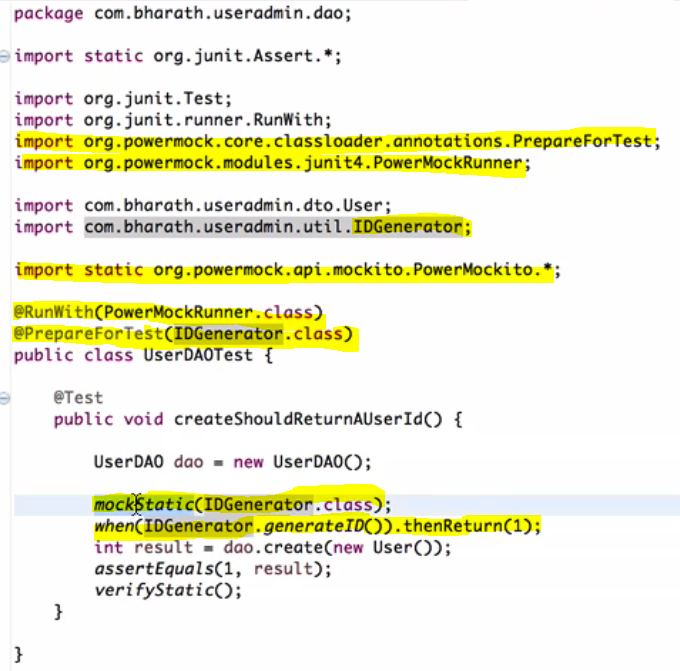 package com.bharath.useradmin.dao;
import static org.junit.Assert.*;
import org.junit.Test;
import org.junit.runner.RunWith;
import org.powermock.core.classloader.annotations.PrepareForTest;
import org.powermock.modules.junit4.PowerMockRunner;
import com.bharath.useradmin.dto.User;
import com.bharath.useradmin.util.IDGenerator;
import static org.powermock.api.mockito.PowerMockito.*;
@RunWith(PowerMockRunner.class)
@PrepareForTest(IDGenerator.class)
public class UserDAOTest {
@Test
public void createShouldReturnAUserId() {
UserDAO dao = new UserDAO();
mockStatic(IDGenerator.class);
when(IDGenerator.generateID()).thenReturn(1);
int result = dao.create(new User());
assertEquals(1, result);
verifyStatic();
}
}